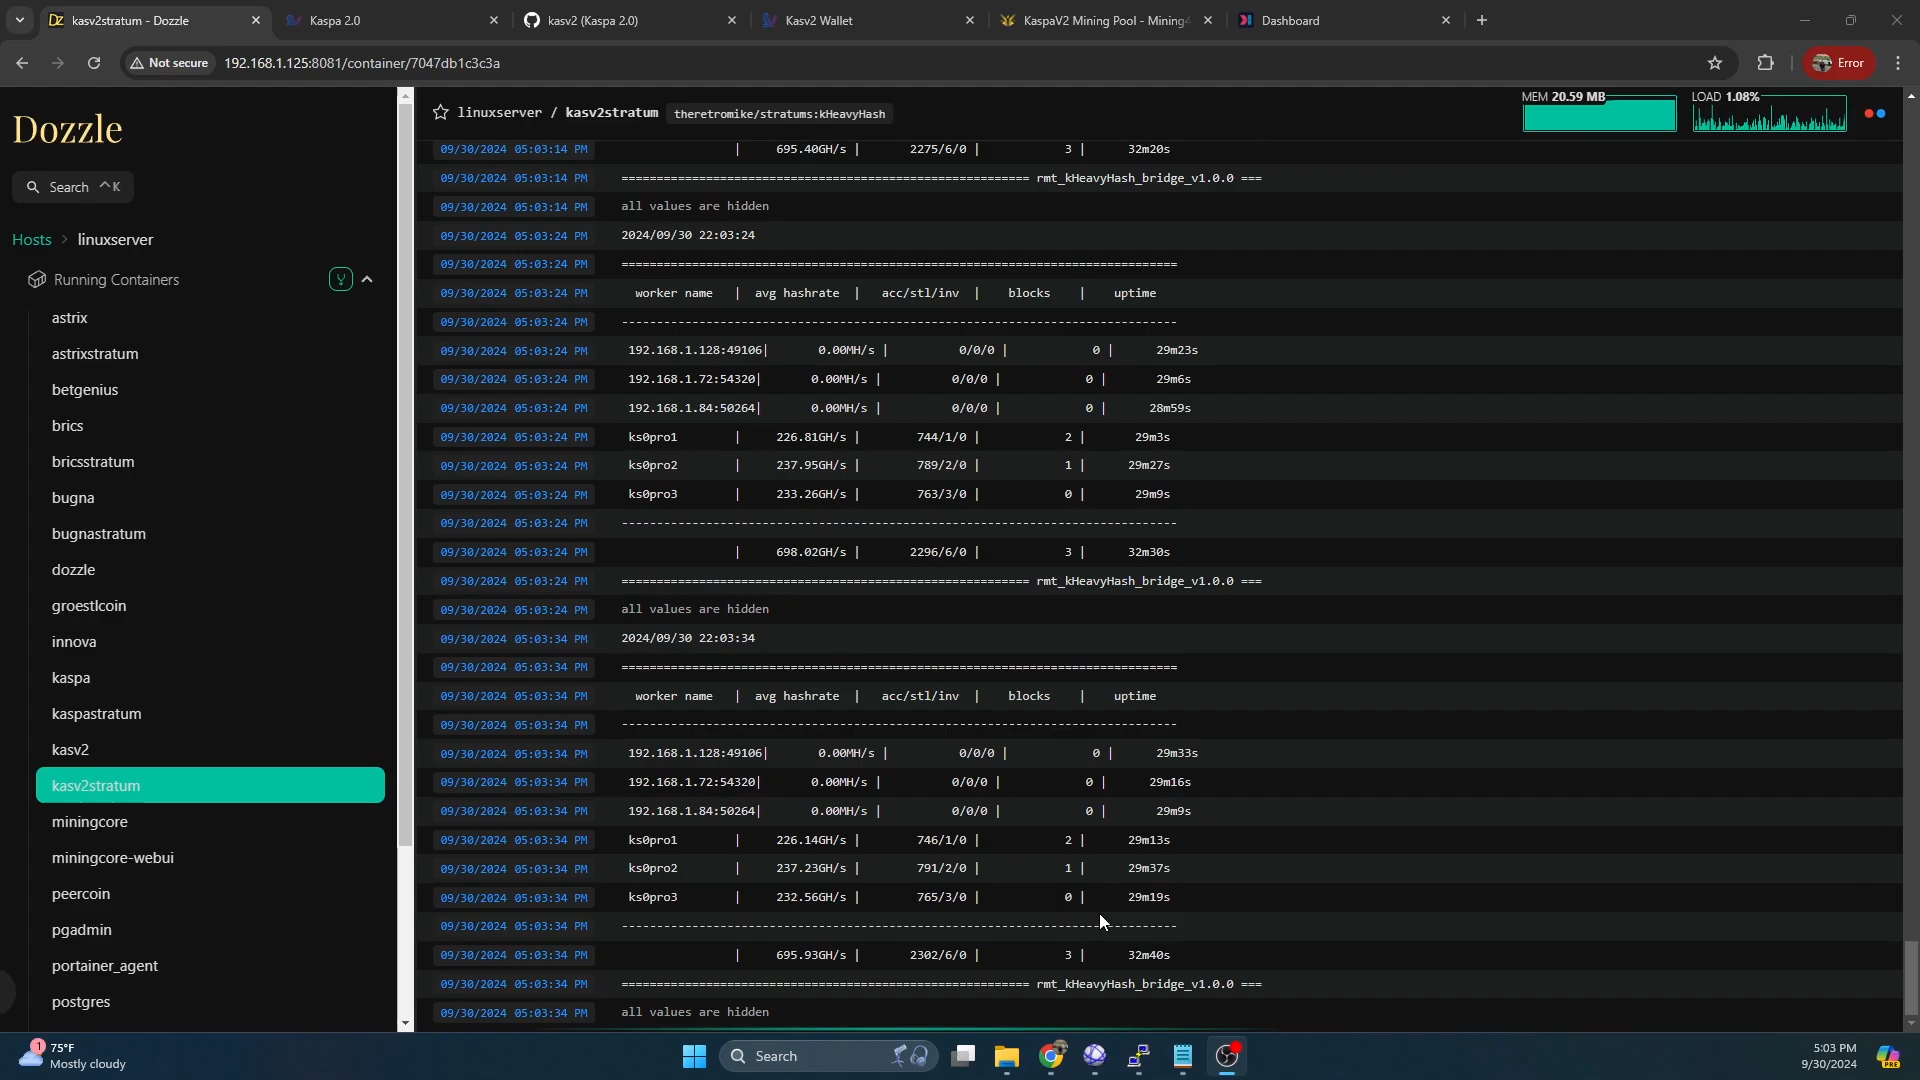 kasv2stratum - Dozzle
Kaspa 2.0
kasv2 (Kaspa 2.0)
Kasv2 Wallet
KaspaV2 Mining Pool - Mining4
Dashboard
Not secure
192.168.1.125:8081/container/7047db1c3c3a
Error
Dozzle
Search ^K
Hosts > linuxserver
Running Containers
astrix
astrixstratum
betgenius
brics
bricsstratum
bugna
bugnastratum
dozzle
groestlcoin
innova
kaspa
kaspastratum
kasv2
kasv2stratum
miningcore
miningcore-webui
peercoin
pgadmin
portainer_agent
postgres
linuxserver / kasv2stratum theretromike/stratums:kHeavyHash
MEM 20.59 MB
LOAD 1.08%
09/30/2024 05:03:14 PM | 695.40GH/s | 2275/6/0 | 3 | 32m20s
09/30/2024 05:03:14 PM ========================================================== rmt_kHeavyHash_bridge_v1.0.0 ===
09/30/2024 05:03:14 PM all values are hidden
09/30/2024 05:03:24 PM 2024/09/30 22:03:24
09/30/2024 05:03:24 PM ===============================================================================
09/30/2024 05:03:24 PM worker name | avg hashrate | acc/stl/inv | blocks | uptime
09/30/2024 05:03:24 PM -------------------------------------------------------------------------------
09/30/2024 05:03:24 PM 192.168.1.128:49106| 0.00MH/s | 0/0/0 | 0 | 29m23s
09/30/2024 05:03:24 PM 192.168.1.72:54320| 0.00MH/s | 0/0/0 | 0 | 29m6s
09/30/2024 05:03:24 PM 192.168.1.84:50264| 0.00MH/s | 0/0/0 | 0 | 28m59s
09/30/2024 05:03:24 PM ks0pro1 | 226.81GH/s | 744/1/0 | 2 | 29m3s
09/30/2024 05:03:24 PM ks0pro2 | 237.95GH/s | 789/2/0 | 1 | 29m27s
09/30/2024 05:03:24 PM ks0pro3 | 233.26GH/s | 763/3/0 | 0 | 29m9s
09/30/2024 05:03:24 PM -------------------------------------------------------------------------------
09/30/2024 05:03:24 PM | 698.02GH/s | 2296/6/0 | 3 | 32m30s
09/30/2024 05:03:24 PM ========================================================== rmt_kHeavyHash_bridge_v1.0.0 ===
09/30/2024 05:03:24 PM all values are hidden
09/30/2024 05:03:34 PM 2024/09/30 22:03:34
09/30/2024 05:03:34 PM ===============================================================================
09/30/2024 05:03:34 PM worker name | avg hashrate | acc/stl/inv | blocks | uptime
09/30/2024 05:03:34 PM -------------------------------------------------------------------------------
09/30/2024 05:03:34 PM 192.168.1.128:49106| 0.00MH/s | 0/0/0 | 0 | 29m33s
09/30/2024 05:03:34 PM 192.168.1.72:54320| 0.00MH/s | 0/0/0 | 0 | 29m16s
09/30/2024 05:03:34 PM 192.168.1.84:50264| 0.00MH/s | 0/0/0 | 0 | 29m9s
09/30/2024 05:03:34 PM ks0pro1 | 226.14GH/s | 746/1/0 | 2 | 29m13s
09/30/2024 05:03:34 PM ks0pro2 | 237.23GH/s | 791/2/0 | 1 | 29m37s
09/30/2024 05:03:34 PM ks0pro3 | 232.56GH/s | 765/3/0 | 0 | 29m19s
09/30/2024 05:03:34 PM -------------------------------------------------------------------------------
09/30/2024 05:03:34 PM | 695.93GH/s | 2302/6/0 | 3 | 32m40s
09/30/2024 05:03:34 PM ========================================================== rmt_kHeavyHash_bridge_v1.0.0 ===
09/30/2024 05:03:34 PM all values are hidden
1
75°F
Mostly cloudy
Search
5:03 PM
9/30/2024
PRE